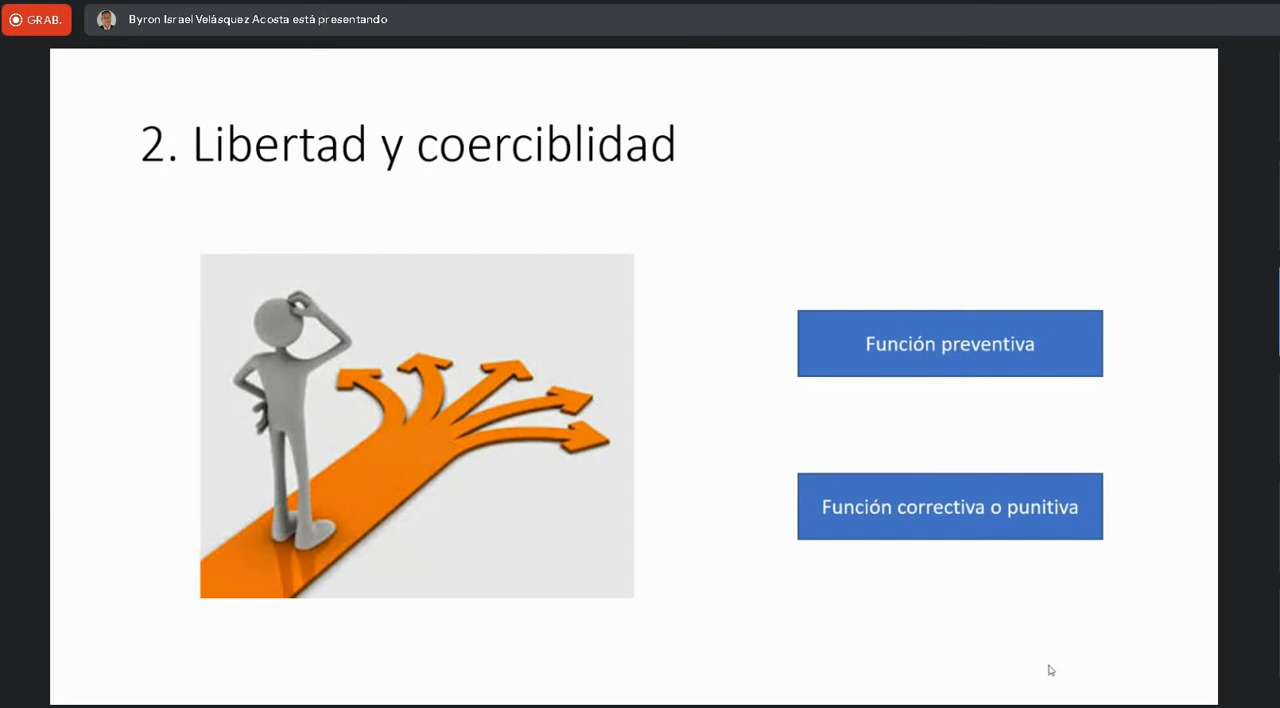 GRAB.
Byron Israel Velásquez Acosta está presentando
2. Libertad y coerciblidad
Función preventiva
Función correctiva o punitiva